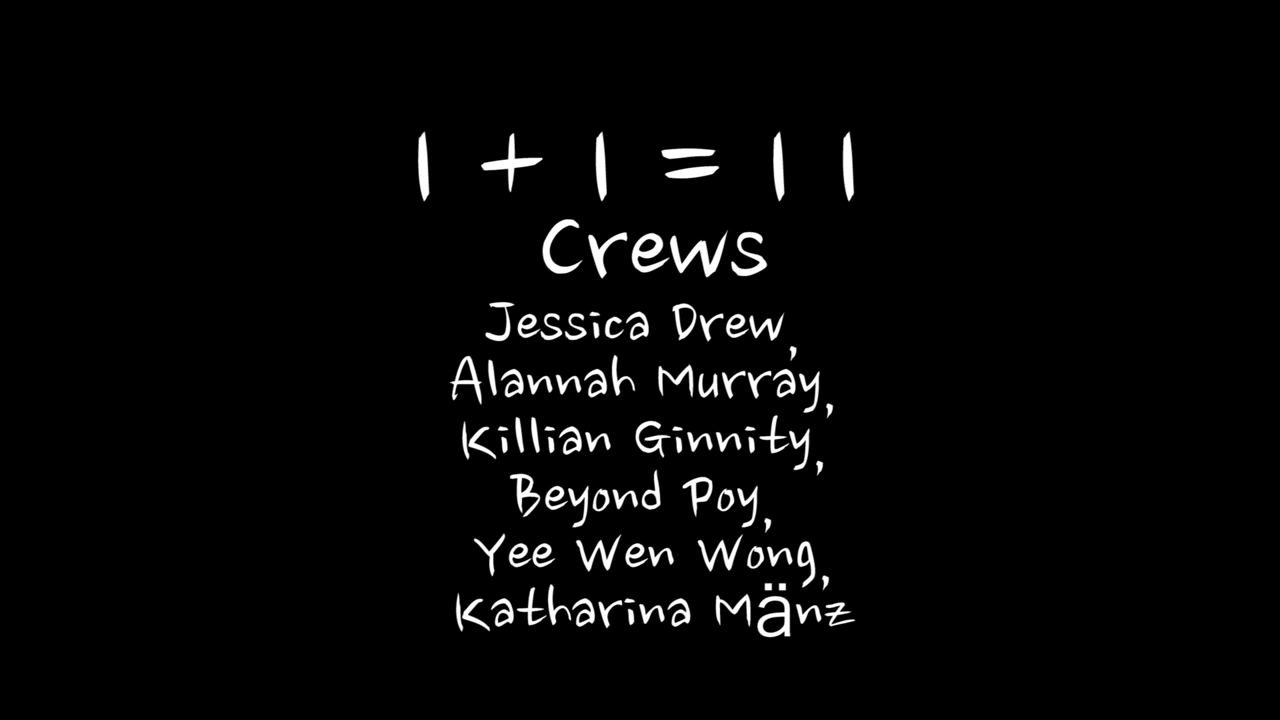 1 + 1 = 11
Crews
Jessica Drew,
Alannah Murray,
Killian Ginnity,
Beyond Poy,
Yee Wen Wong,
Katharina Mänz